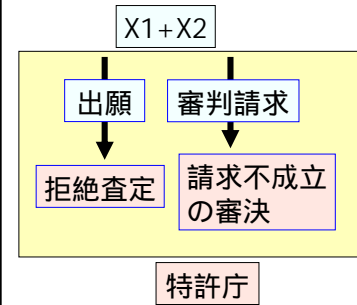 X1+X2
出願
審判請求
拒絶査定
請求不成立
の審決
特許庁